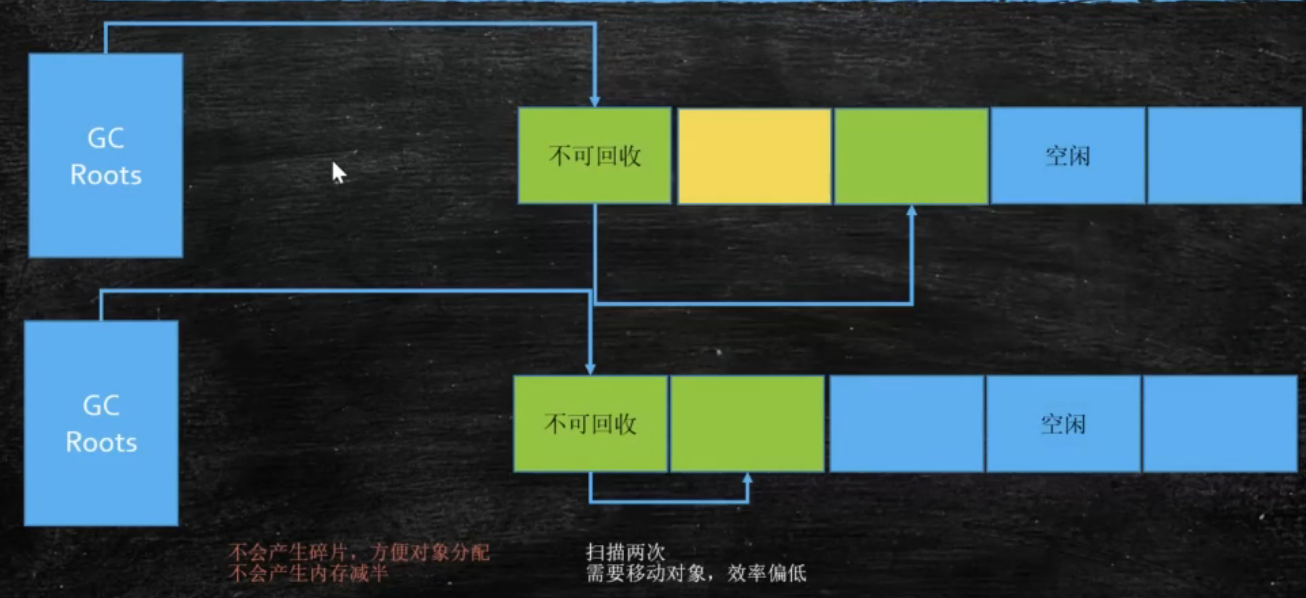 GC
Roots
不可回收
空闲
GC
Roots
不可回收
空闲
不会产生碎片，方便对象分配
不会产生内存减半
扫描两次
需要移动对象，效率偏低